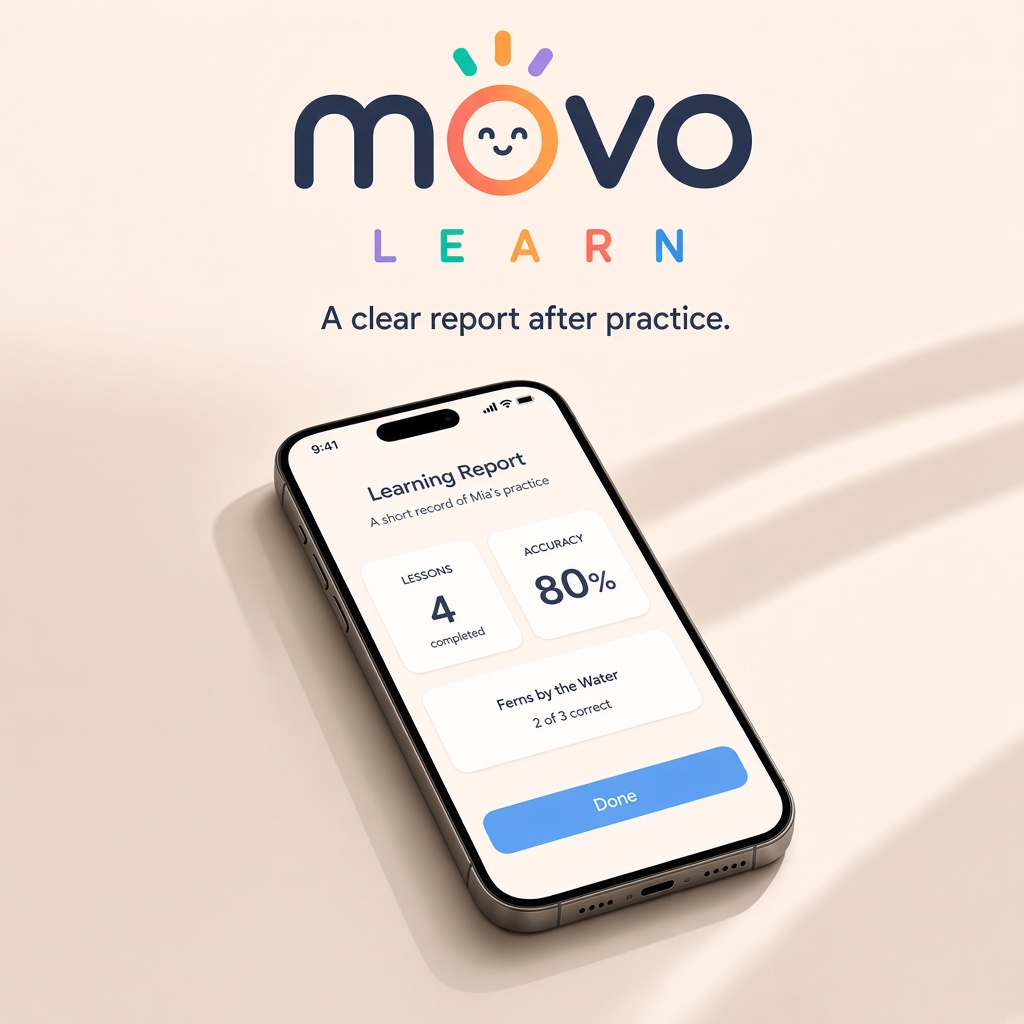 movo
LEARN
A clear report after practice.
9:41
Learning Report
A short record of Mia's practice
LESSONS
4
completed
ACCURACY
80%
Ferns by the Water
2 of 3 correct
Done